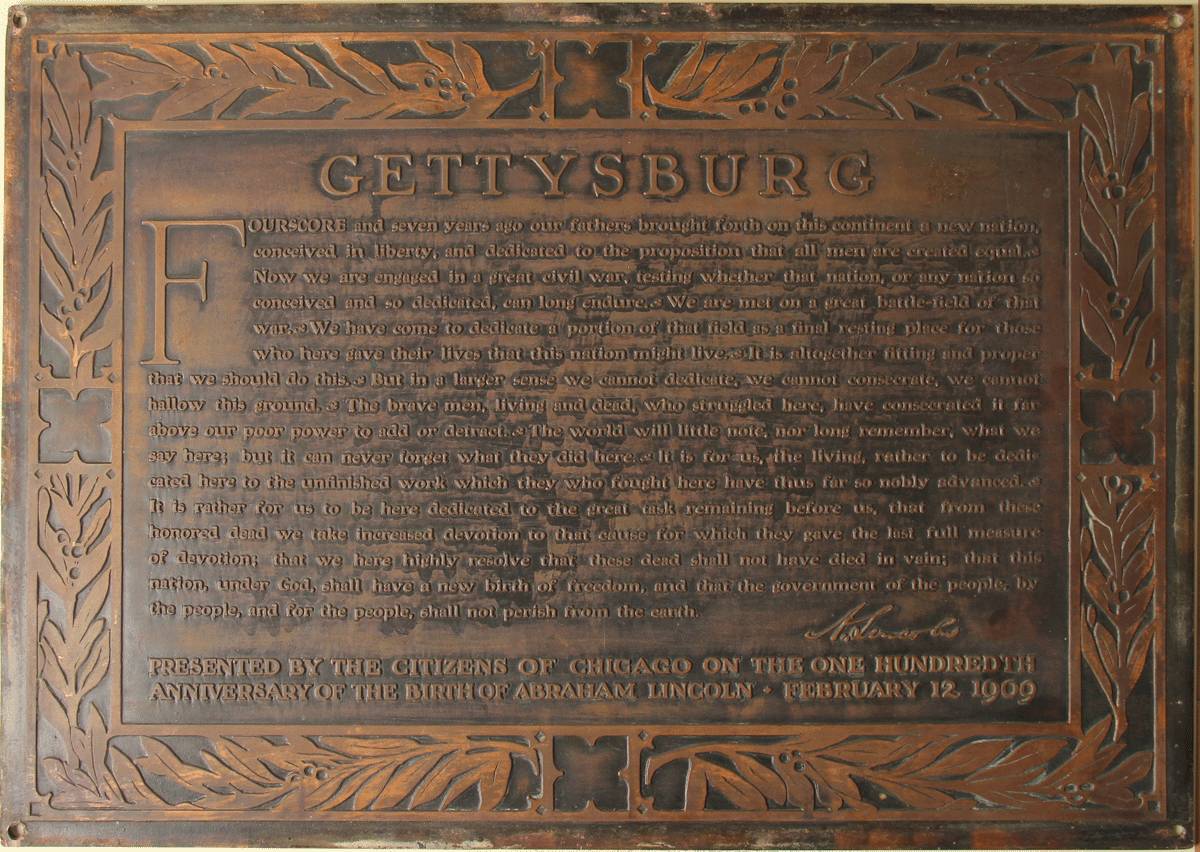 GETTYSBURG
FOURSCORE and seven years ago our fathers brought forth on this continent a new nation,
conceived in liberty, and dedicated to the proposition that all men are created equal.
Now we are engaged in a great civil war, testing whether that nation, or any nation so
conceived and so dedicated, can long endure. We are met on a great battle-field of that
war. We have come to dedicate a portion of that field as a final resting place for those
who here gave their lives that this nation might live. It is altogether fitting and proper
that we should do this. But in a larger sense we cannot dedicate, we cannot consecrate, we cannot
hallow this ground. The brave men, living and dead, who struggled here, have consecrated it far
above our poor power to add or detract. The world will little note, nor long remember, what we
say here; but it can never forget what they did here. It is for us, the living, rather to be dedi-
cated here to the unfinished work which they who fought here have thus far so nobly advanced.
It is rather for us to be here dedicated to the great task remaining before us, that from these
honored dead we take increased devotion to that cause for which they gave the last full measure
of devotion; that we here highly resolve that these dead shall not have died in vain; that this
nation, under God, shall have a new birth of freedom, and that the government of the people, by
the people, and for the people, shall not perish from the earth.
A. Lincoln
PRESENTED BY THE CITIZENS OF CHICAGO ON THE ONE HUNDREDTH
ANNIVERSARY OF THE BIRTH OF ABRAHAM LINCOLN • FEBRUARY 12 1909